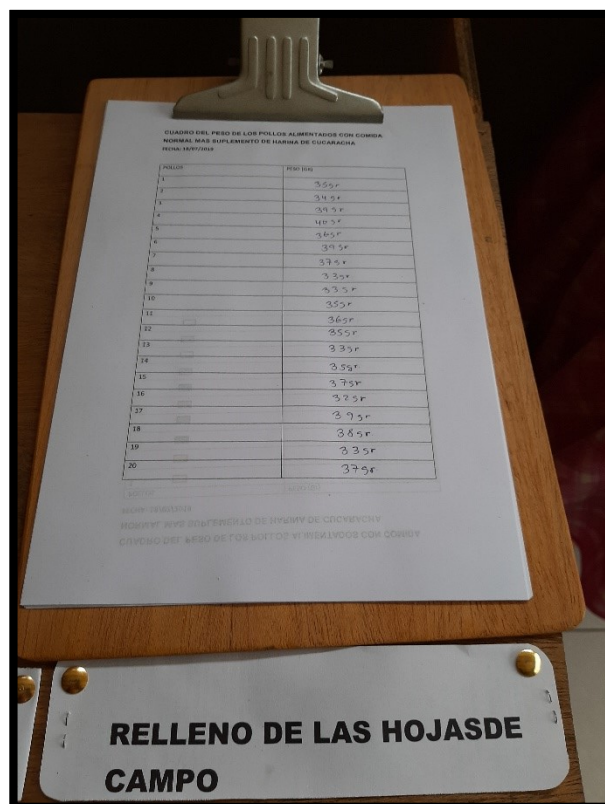 CUADRO DEL PESO DE LOS POLLOS ALIMENTADOS CON COMIDA
NORMAL MAS SUPLEMENTO DE HARINA DE CUCARACHA
POLLOS
1 35gr
2 34gr
3 39gr
4 40gr
5 36gr
6 39gr
7 37gr
8 33gr
9 33gr
10 35gr
11 36gr
12 35gr
13 33gr
14 35gr
15 37gr
16 32gr
17 39gr
18 38gr
19 33gr
20 37gr
RELLENO DE LAS HOJASDE
CAMPO